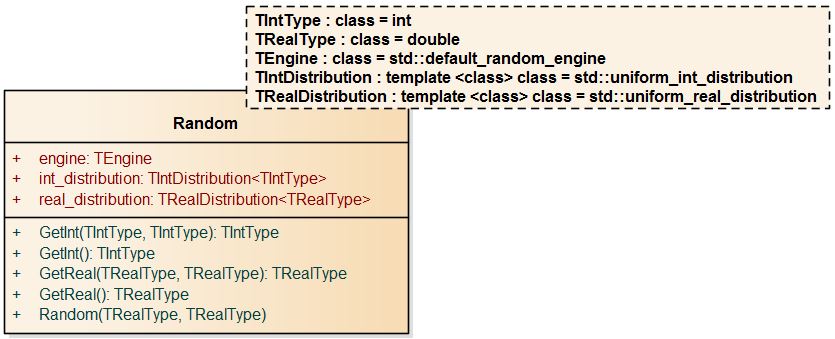 TIntType : class = int
TRealType : class = double
TEngine : class = std::default_random_engine
TIntDistribution : template <class> class = std::uniform_int_distribution
TRealDistribution : template <class> class = std::uniform_real_distribution
Random
+ engine: TEngine
+ int_distribution: TIntDistribution<TIntType>
+ real_distribution: TRealDistribution<TRealType>
+ GetInt(TIntType, TIntType): TIntType
+ GetInt(): TIntType
+ GetReal(TRealType, TRealType): TRealType
+ GetReal(): TRealType
+ Random(TRealType, TRealType)